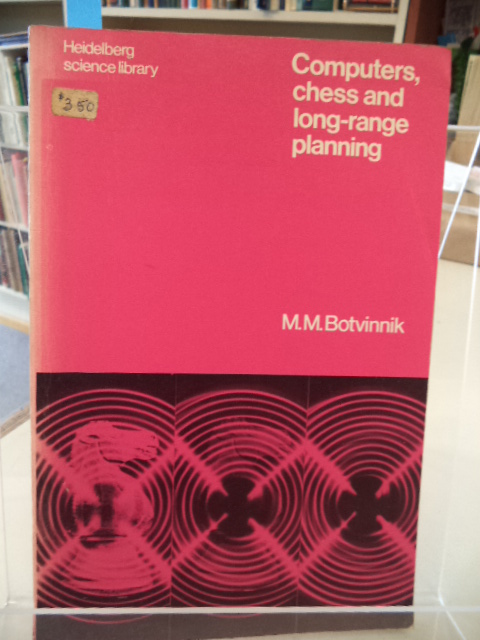 Heidelberg
science library
$3.50
Computers,
chess and
long-range
planning
M.M.Botvinnik